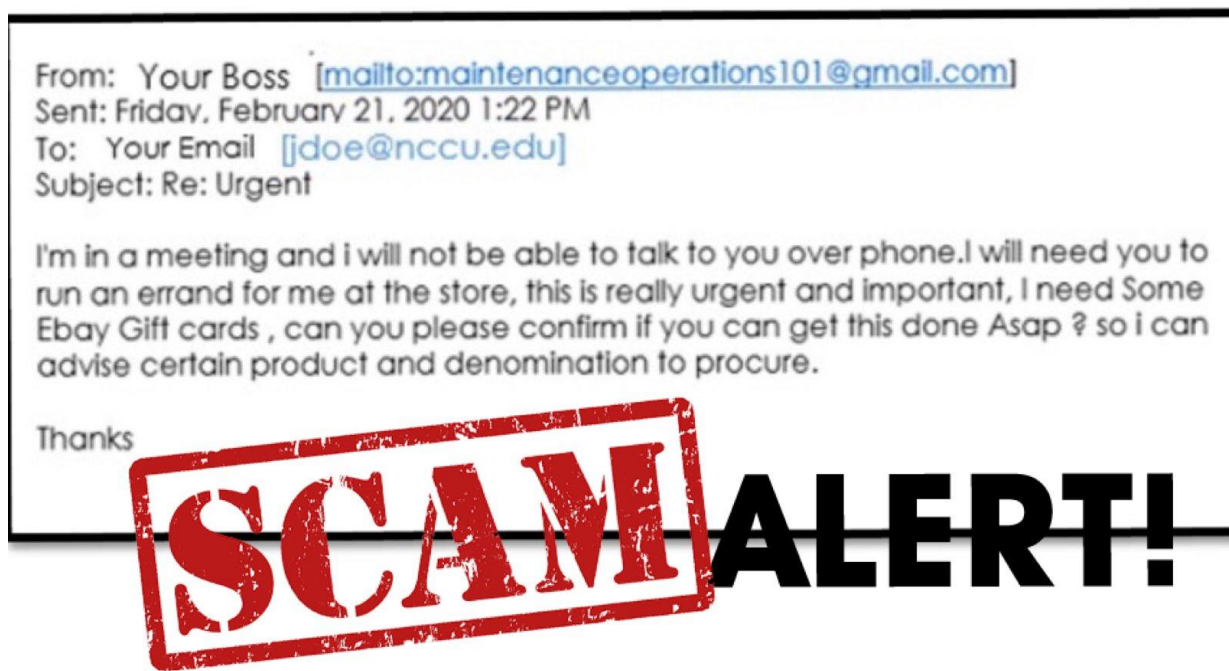 From: Your Boss [mailto:maintenanceoperations101@gmail.com]
Sent: Friday, February 21, 2020 1:22 PM
To: Your Email [jdoe@nccu.edu]
Subject: Re: Urgent
I'm in a meeting and i will not be able to talk to you over phone.I will need you to
run an errand for me at the store, this is really urgent and important, I need Some
Ebay Gift cards , can you please confirm if you can get this done Asap ? so i can
advise certain product and denomination to procure.
Thanks
SCAM ALERT!